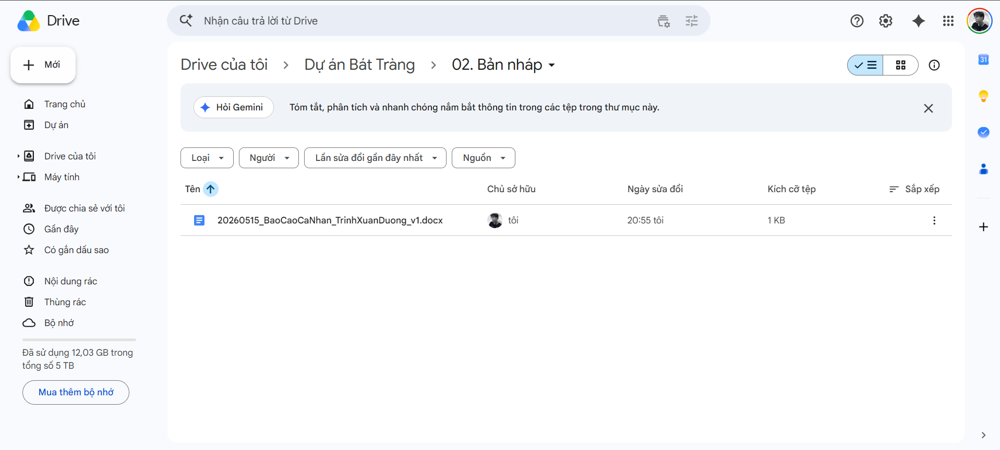 Drive
Nhận câu trả lời từ Drive
Mới
Trang chủ
Dự án
Drive của tôi
Máy tính
Được chia sẻ với tôi
Gần đây
Có gắn dấu sao
Nội dung rác
Thùng rác
Bộ nhớ
Đã sử dụng 12,03 GB trong
tổng số 5 TB
Mua thêm bộ nhớ
Drive của tôi > Dự án Bát Tràng > 02. Bản nháp
Hỏi Gemini Tóm tắt, phân tích và nhanh chóng nắm bắt thông tin trong các tệp trong thư mục này.
Loại Người Lần sửa đổi gần đây nhất Nguồn
Tên Chủ sở hữu Ngày sửa đổi Kích cỡ tệp Sắp xếp
20260515_BaoCaoCaNhan_TrinhXuanDuong_v1.docx tôi 20:55 tôi 1 KB
31